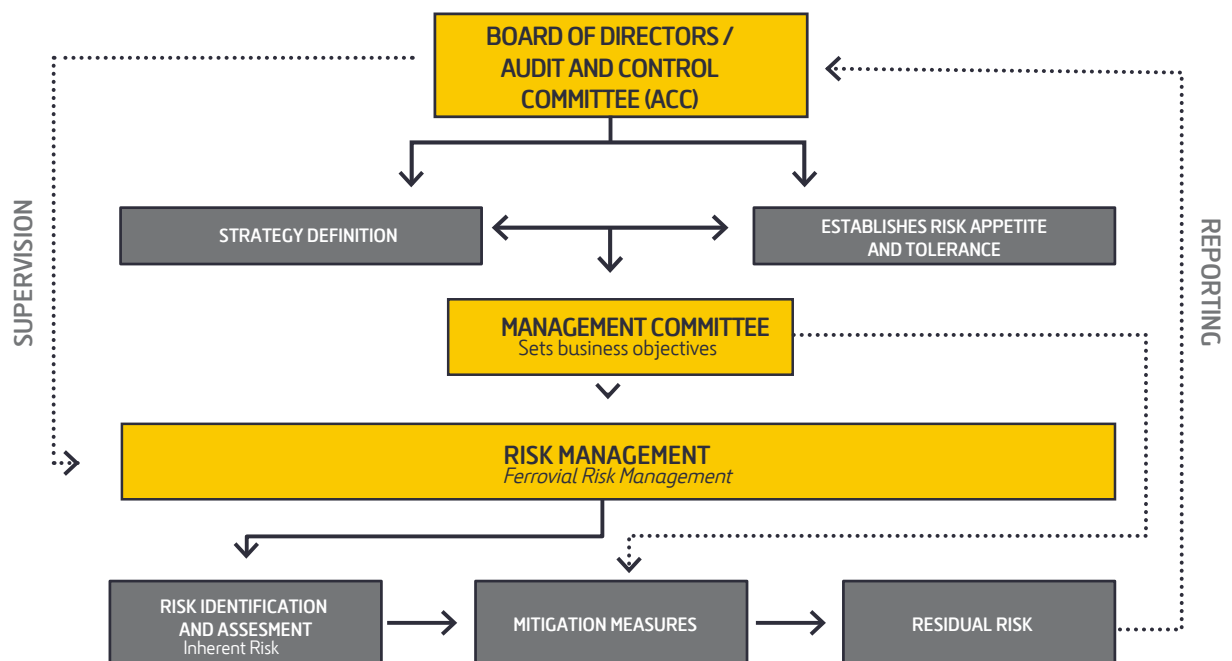 BOARD OF DIRECTORS /
AUDIT AND CONTROL
COMMITTEE (ACC)
SUPERVISION
REPORTING
STRATEGY DEFINITION
ESTABLISHES RISK APPETITE
AND TOLERANCE
MANAGEMENT COMMITTEE
Sets business objectives
RISK MANAGEMENT
Ferrovial Risk Management
RISK IDENTIFICATION
AND ASSESMENT
Inherent Risk
MITIGATION MEASURES
RESIDUAL RISK